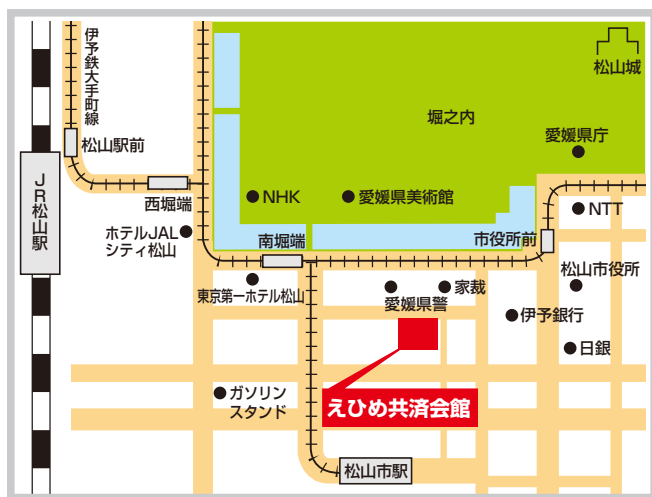 伊予鉄大手町線
松山城
堀之内
愛媛県庁
松山駅前
JR松山駅
西堀端
NHK
愛媛県美術館
NTT
ホテルJAL
シティ松山
南堀端
市役所前
松山市役所
東京第一ホテル松山
家裁
愛媛県警
伊予銀行
日銀
ガソリン
スタンド
えひめ共済会館
松山市駅